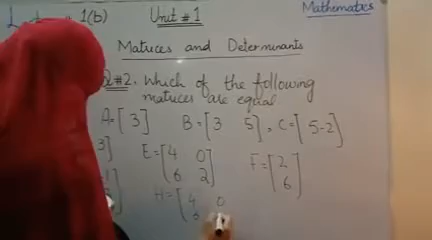 1(b) Unit # 1 Mathematics
Matrices and Determinants
Q#2. Which of the following
matrices are equal
A=[3] B=[3 5], C=[5-2]
3] E=[4 0 F=[2
6 2] 6]
H=[4 0
6